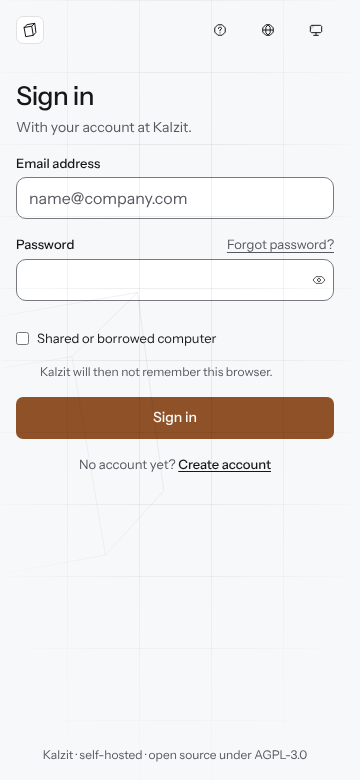 Sign in
With your account at Kalzit.
Email address
name@company.com
Password Forgot password?
Shared or borrowed computer
Kalzit will then not remember this browser.
Sign in
No account yet? Create account
Kalzit · self-hosted · open source under AGPL-3.0